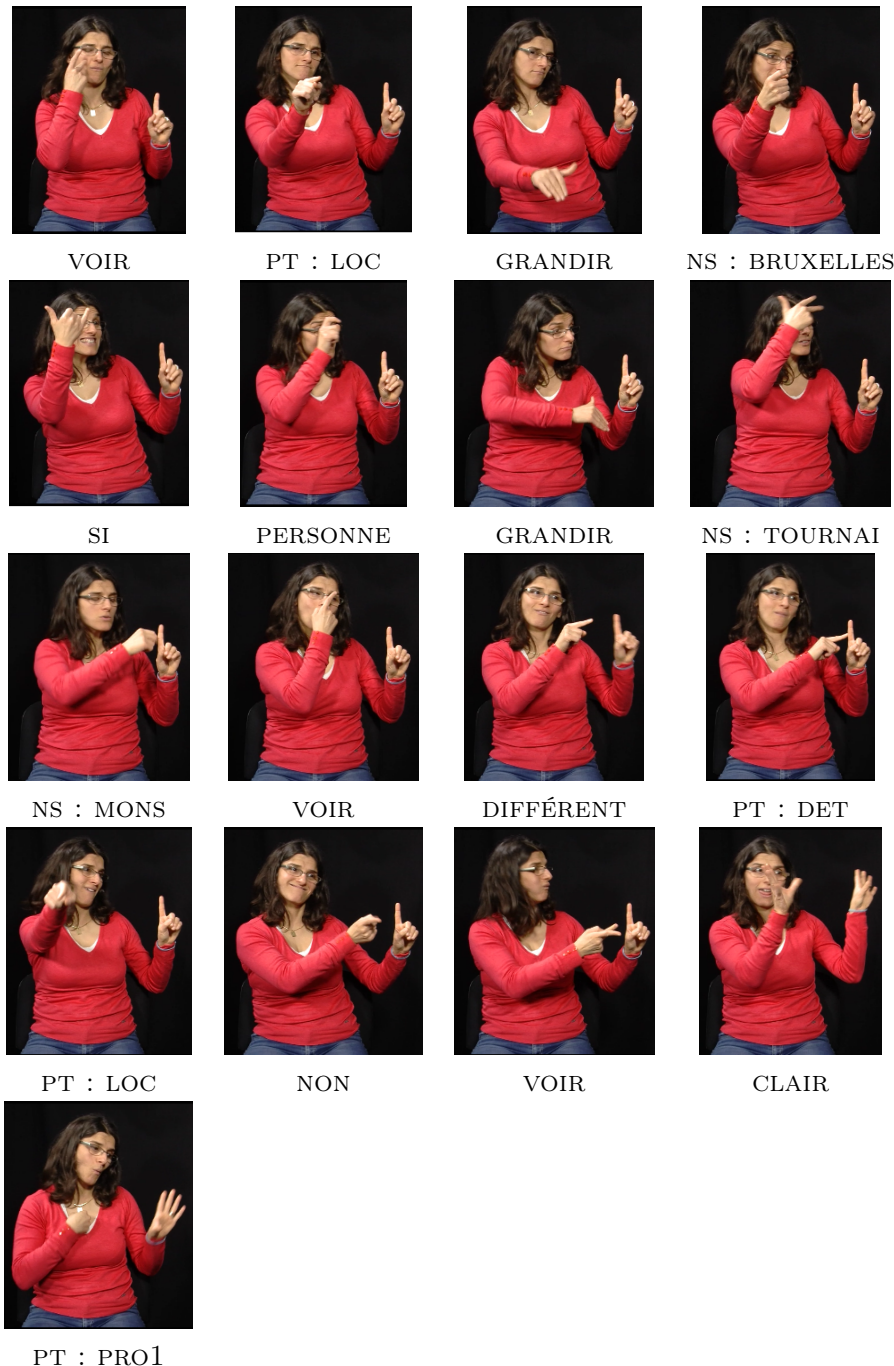 VOIR PT : LOC GRANDIR NS : BRUXELLES
SI PERSONNE GRANDIR NS : TOURNAI
NS : MONS VOIR DIFFÉRENT PT : DET
PT : LOC NON VOIR CLAIR
PT : PRO1